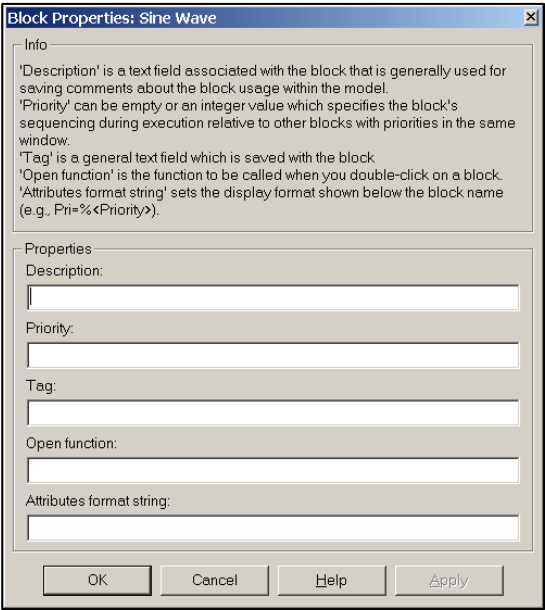 Block Properties: Sine Wave
Info
'Description' is a text field associated with the block that is generally used for
saving comments about the block usage within the model.
'Priority' can be empty or an integer value which specifies the block's
sequencing during execution relative to other blocks with priorities in the same
window.
'Tag' is a general text field which is saved with the block
'Open function' is the function to be called when you double-click on a block.
'Attributes format string' sets the display format shown below the block name
(e.g., Pri=%<Priority>).
Properties
Description:
Priority:
Tag:
Open function:
Attributes format string:
OK Cancel Help Apply